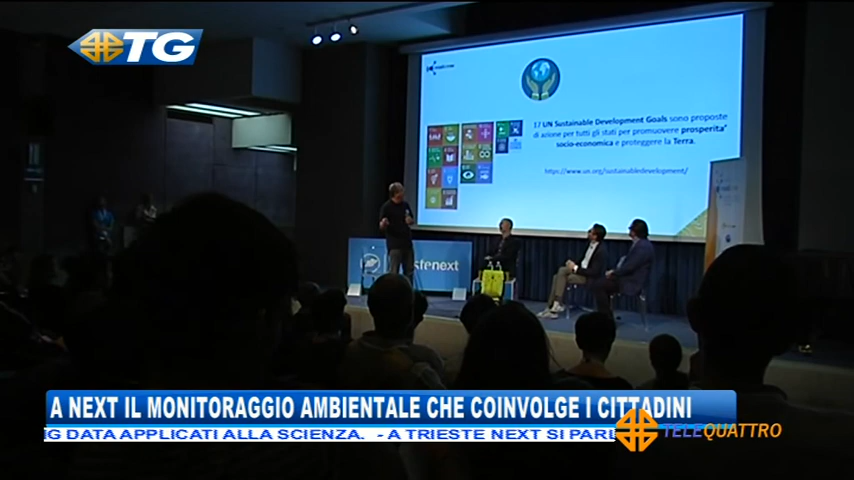 TG
17 UN Sustainable Development Goals sono proposte
di azione per tutti gli stati per promuovere prosperita'
socio-economica e proteggere la Terra.
https://www.un.org/sustainabledevelopment/
stenext
A NEXT IL MONITORAGGIO AMBIENTALE CHE COINVOLGE I CITTADINI
G DATA APPLICATI ALLA SCIENZA. - A TRIESTE NEXT SI PARL
TELEQUATTRO